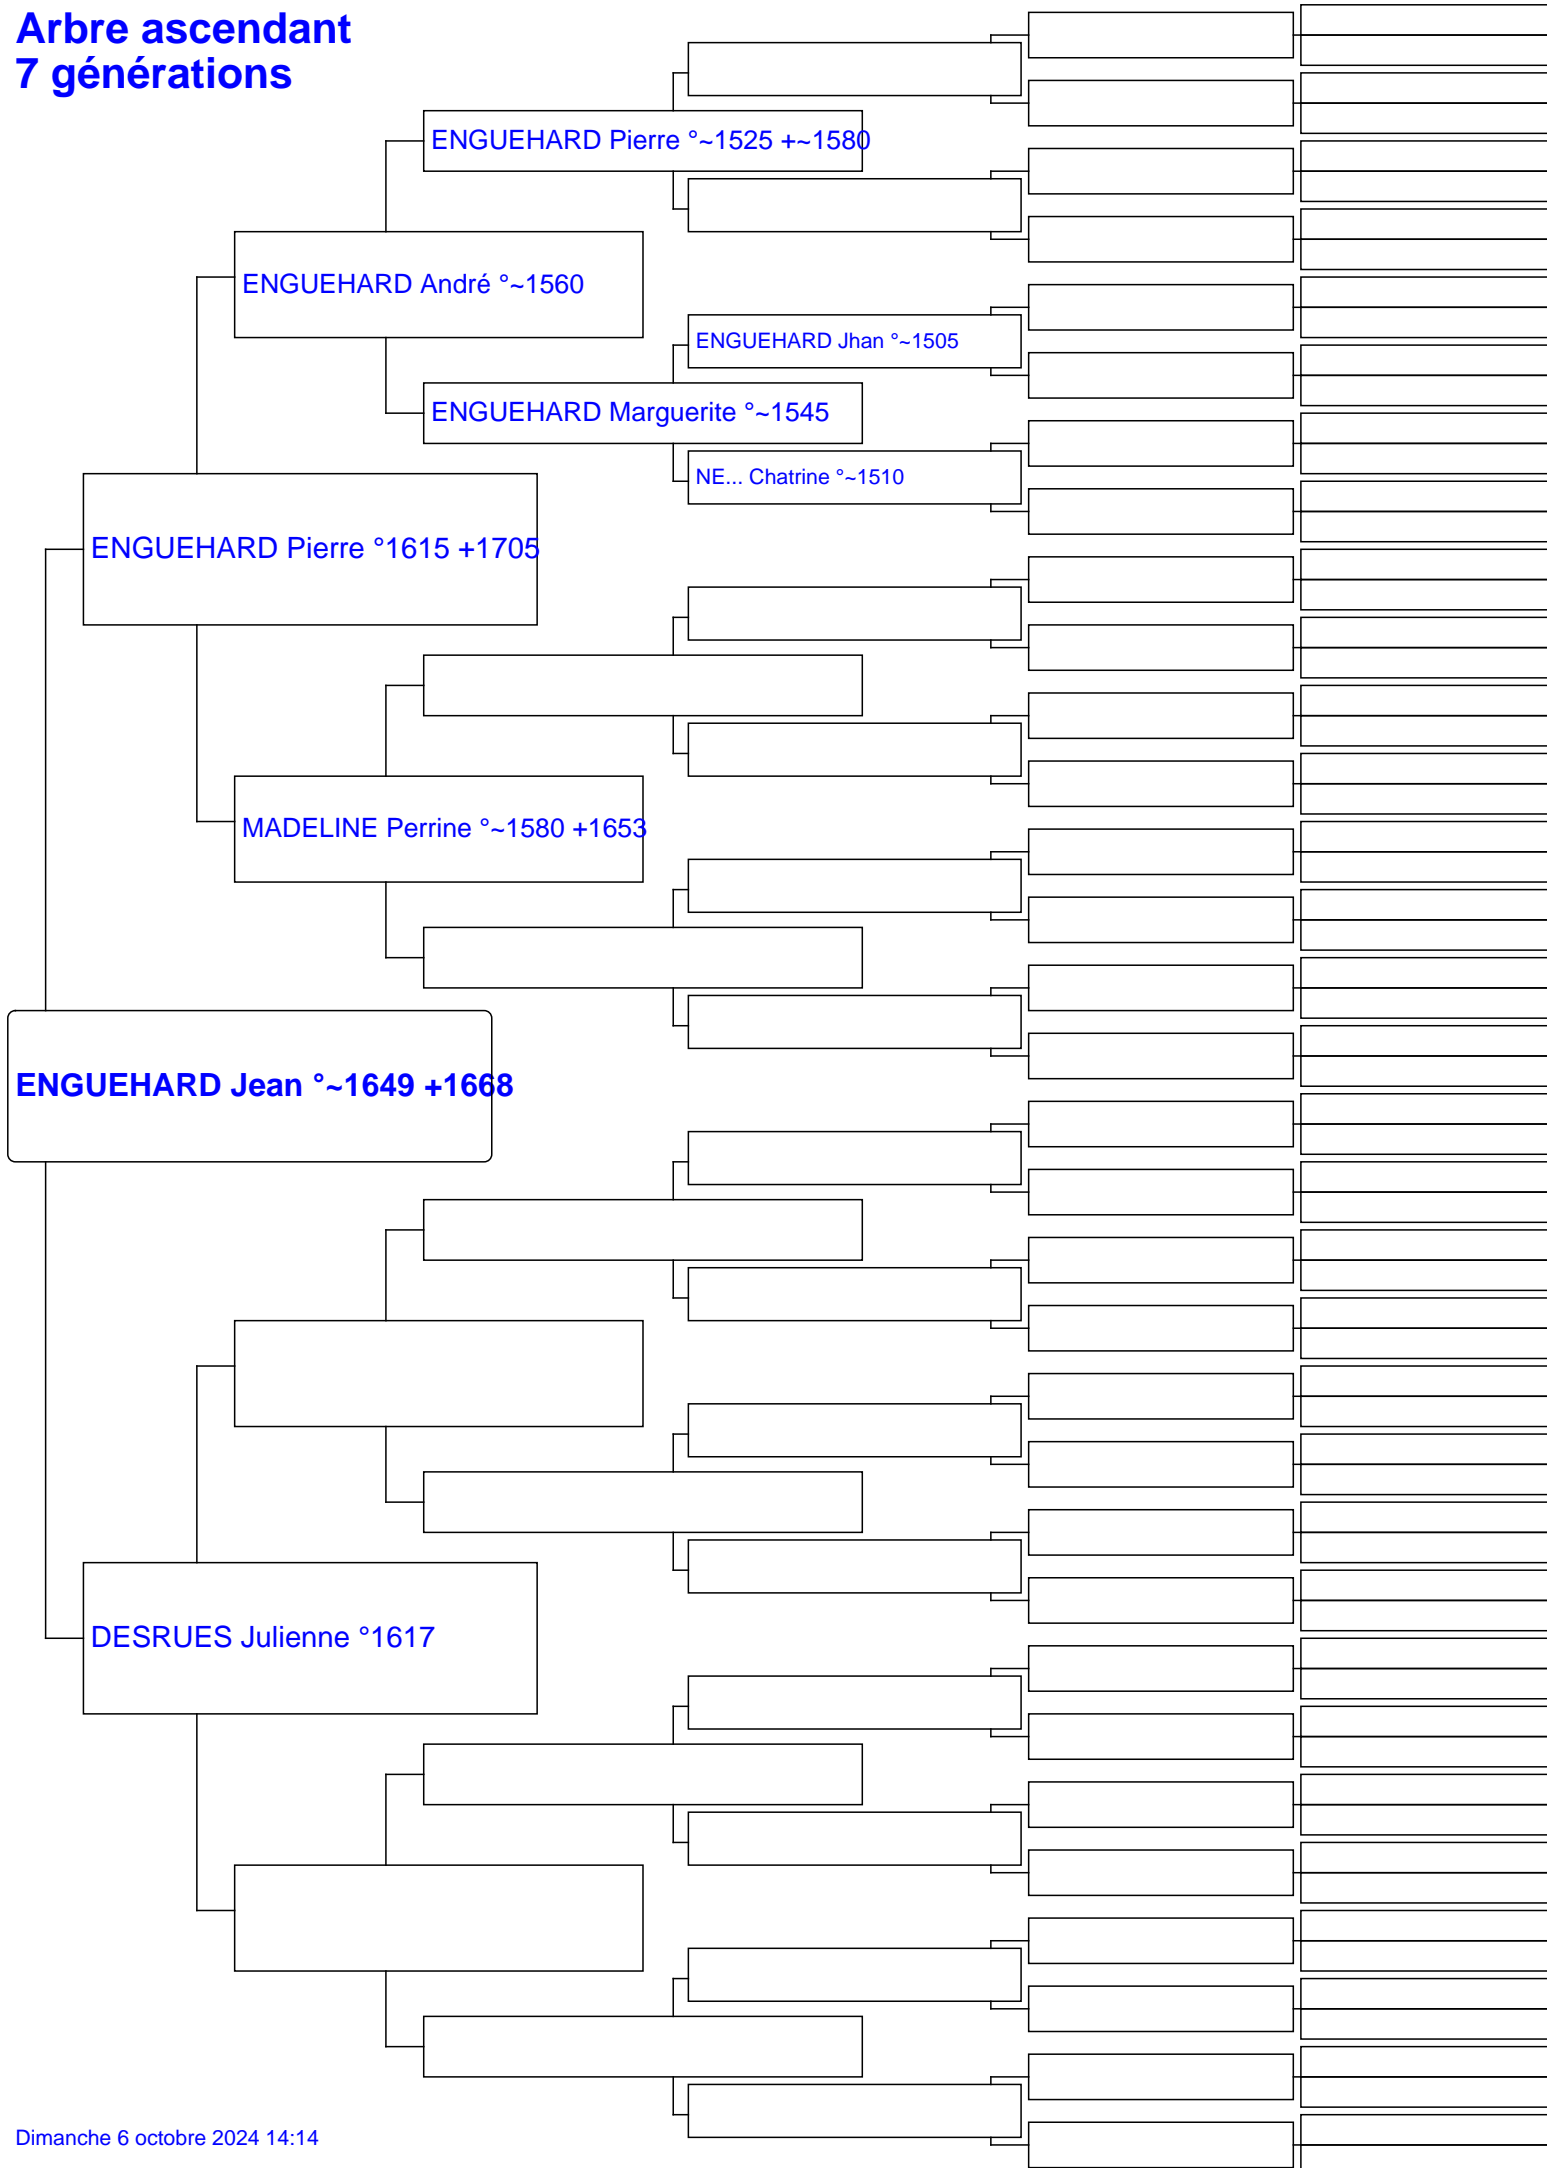 Arbre ascendant
7 générations
ENGUEHARD Pierre °~1525 +~1580
ENGUEHARD André °~1560
ENGUEHARD Jhan °~1505
ENGUEHARD Marguerite °~1545
NE... Chatrine °~1510
ENGUEHARD Pierre °1615 +1705
MADELINE Perrine °~1580 +1653
ENGUEHARD Jean °~1649 +1668
DESRUES Julienne °1617
Dimanche 6 octobre 2024 14:14